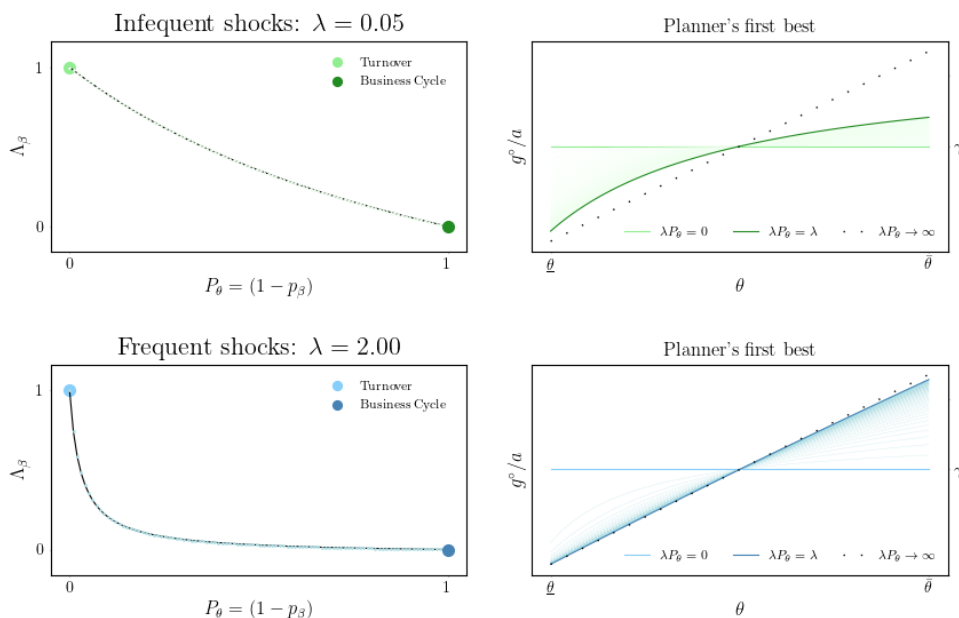 Infequent shocks: λ = 0.05
1
Turnover
Business Cycle
Λ_β
0
0
1
P_θ = (1 − p_β)
Planner's first best
g°/a
γ
λP_θ = 0
λP_θ = λ
λP_θ → ∞
θ̲
θ̄
θ
Frequent shocks: λ = 2.00
1
Turnover
Business Cycle
Λ_β
0
0
1
P_θ = (1 − p_β)
Planner's first best
g°/a
λP_θ = 0
λP_θ = λ
λP_θ → ∞
θ̲
θ̄
θ